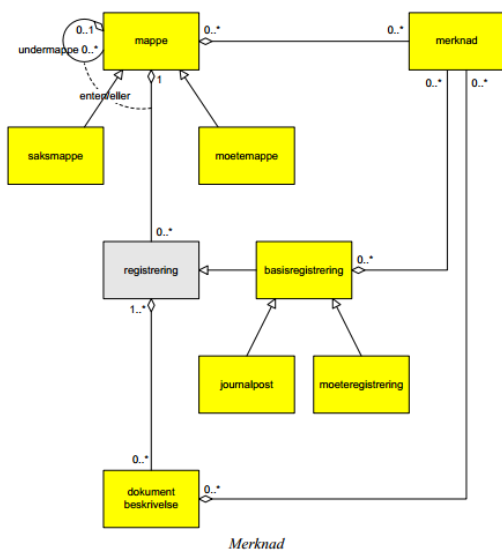 0..1
0..*
0..*
mappe
merknad
undermappe 0..*
0..*
0..*
1
enten/eller
saksmappe
moetemappe
0..*
registrering
basisregistrering
0..*
1..*
journalpost
moeteregistrering
0..*
0..*
dokument
beskrivelse
Merknad